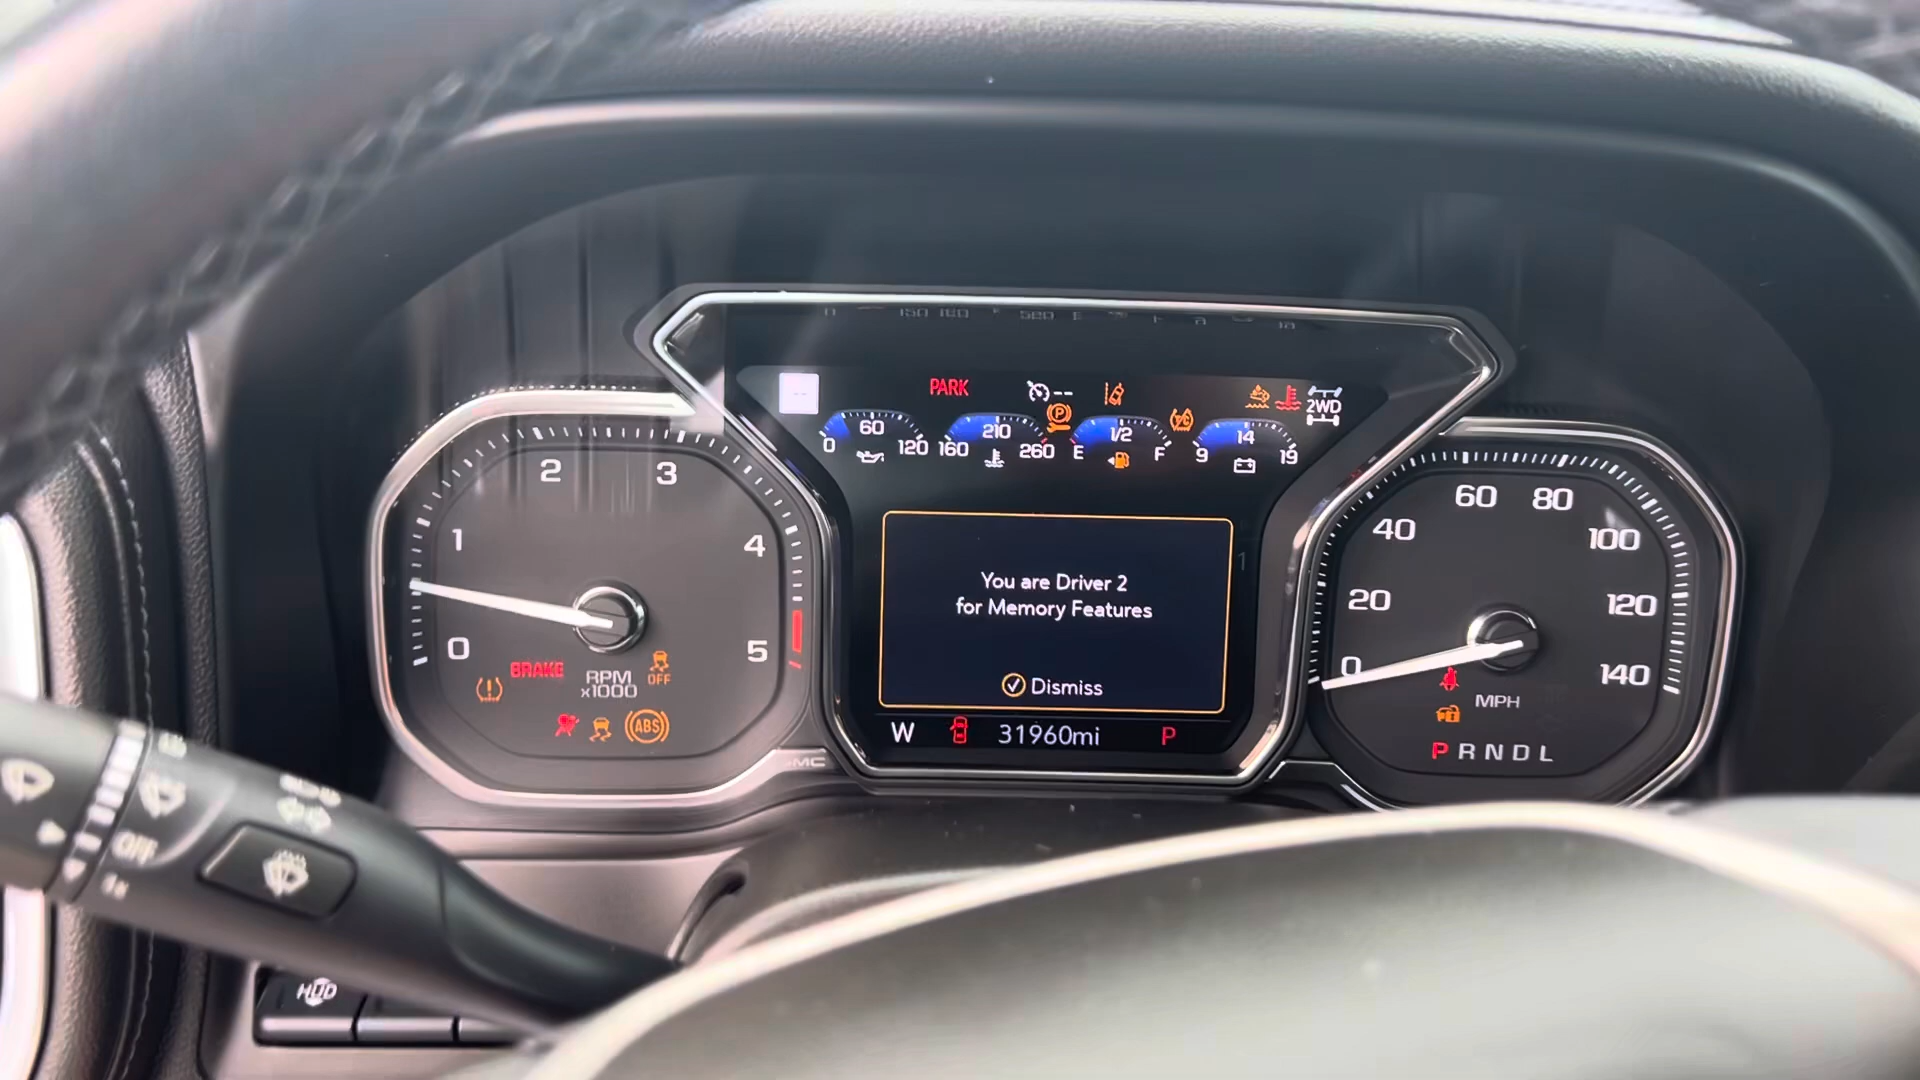 PARK
--
2WD
0 60 120
160 210 260
E 1/2 F
9 14 19
0 1 2 3 4 5
BRAKE
RPM
x1000
OFF
ABS
You are Driver 2
for Memory Features
Dismiss
W 31960mi P
GMC
0 20 40 60 80 100 120 140
MPH
P R N D L
OFF
1x
HUD